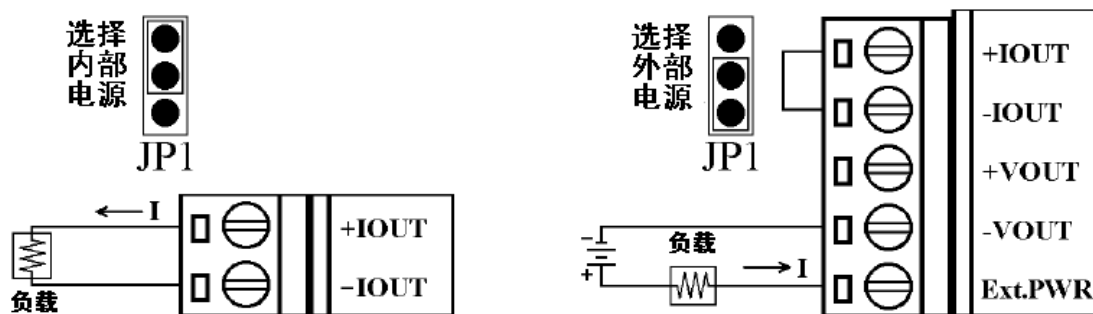 选择
内部
电源
JP1
← I
+IOUT
-IOUT
负载
选择
外部
电源
JP1
+IOUT
-IOUT
+VOUT
-VOUT
Ext.PWR
-
+
负载
→ I